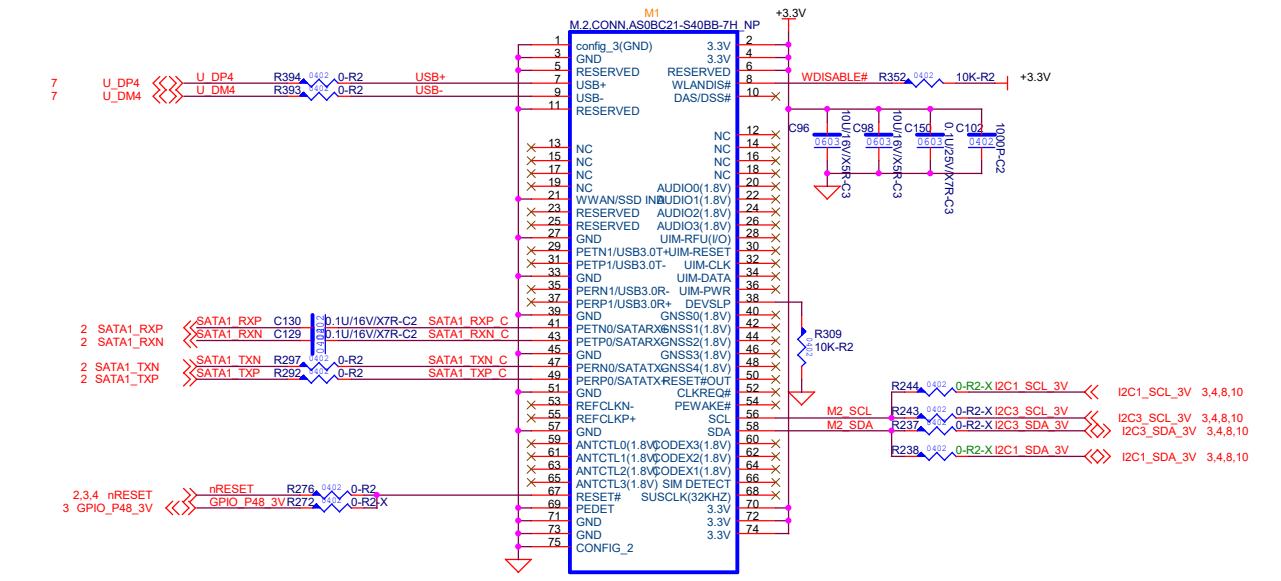 M1
M.2,CONN,AS0BC21-S40BB-7H_NP
+3.3V
1 config_3(GND) 3.3V 2
3 GND 3.3V 4
5 RESERVED RESERVED 6
7 U_DP4 U_DP4 R394 0402 0-R2 USB+ 7 USB+ WLANDIS# 8 WDISABLE# R352 0402 10K-R2 +3.3V
7 U_DM4 U_DM4 R393 0402 0-R2 USB- 9 USB- DAS/DSS# 10
11 RESERVED
C96 0603 10U/16V/X5R-C3
C98 0603 10U/16V/X5R-C3
C150 0603 0.1U/25V/X7R-C3
C102 0402 1000P-C2
NC 12
13 NC NC 14
15 NC NC 16
17 NC NC 18
19 NC AUDIO0(1.8V) 20
21 WWAN/SSD IND AUDIO1(1.8V) 22
23 RESERVED AUDIO2(1.8V) 24
25 RESERVED AUDIO3(1.8V) 26
27 GND UIM-RFU(I/O) 28
29 PETN1/USB3.0T+ UIM-RESET 30
31 PETP1/USB3.0T- UIM-CLK 32
33 GND UIM-DATA 34
35 PERN1/USB3.0R- UIM-PWR 36
37 PERP1/USB3.0R+ DEVSLP 38
39 GND GNSS0(1.8V) 40
2 SATA1_RXP SATA1_RXP C130 0402 0.1U/16V/X7R-C2 SATA1_RXP_C 41 PETN0/SATARX+ GNSS1(1.8V) 42
2 SATA1_RXN SATA1_RXN C129 0402 0.1U/16V/X7R-C2 SATA1_RXN_C 43 PETP0/SATARX- GNSS2(1.8V) 44
R309 0402 10K-R2
45 GND GNSS3(1.8V) 46
2 SATA1_TXN SATA1_TXN R297 0402 0-R2 SATA1_TXN_C 47 PERN0/SATATX- GNSS4(1.8V) 48
2 SATA1_TXP SATA1_TXP R292 0402 0-R2 SATA1_TXP_C 49 PERP0/SATATX+ RESET#OUT 50
51 GND CLKREQ# 52
R244 0402 0-R2-X I2C1_SCL_3V I2C1_SCL_3V 3,4,8,10
53 REFCLKN- PEWAKE# 54
55 REFCLKP+ SCL 56 M2_SCL R243 0402 0-R2-X I2C3_SCL_3V I2C3_SCL_3V 3,4,8,10
57 GND SDA 58 M2_SDA R237 0402 0-R2-X I2C3_SDA_3V I2C3_SDA_3V 3,4,8,10
59 ANTCTL0(1.8V) CODEX3(1.8V) 60
R238 0402 0-R2-X I2C1_SDA_3V I2C1_SDA_3V 3,4,8,10
61 ANTCTL1(1.8V) CODEX2(1.8V) 62
63 ANTCTL2(1.8V) CODEX1(1.8V) 64
65 ANTCTL3(1.8V) SIM DETECT 66
2,3,4 nRESET nRESET R276 0402 0-R2 67 RESET# SUSCLK(32KHZ) 68
3 GPIO_P48_3V GPIO_P48_3V R272 0402 0-R2-X 69 PEDET 3.3V 70
71 GND 3.3V 72
73 GND 3.3V 74
75 CONFIG_2